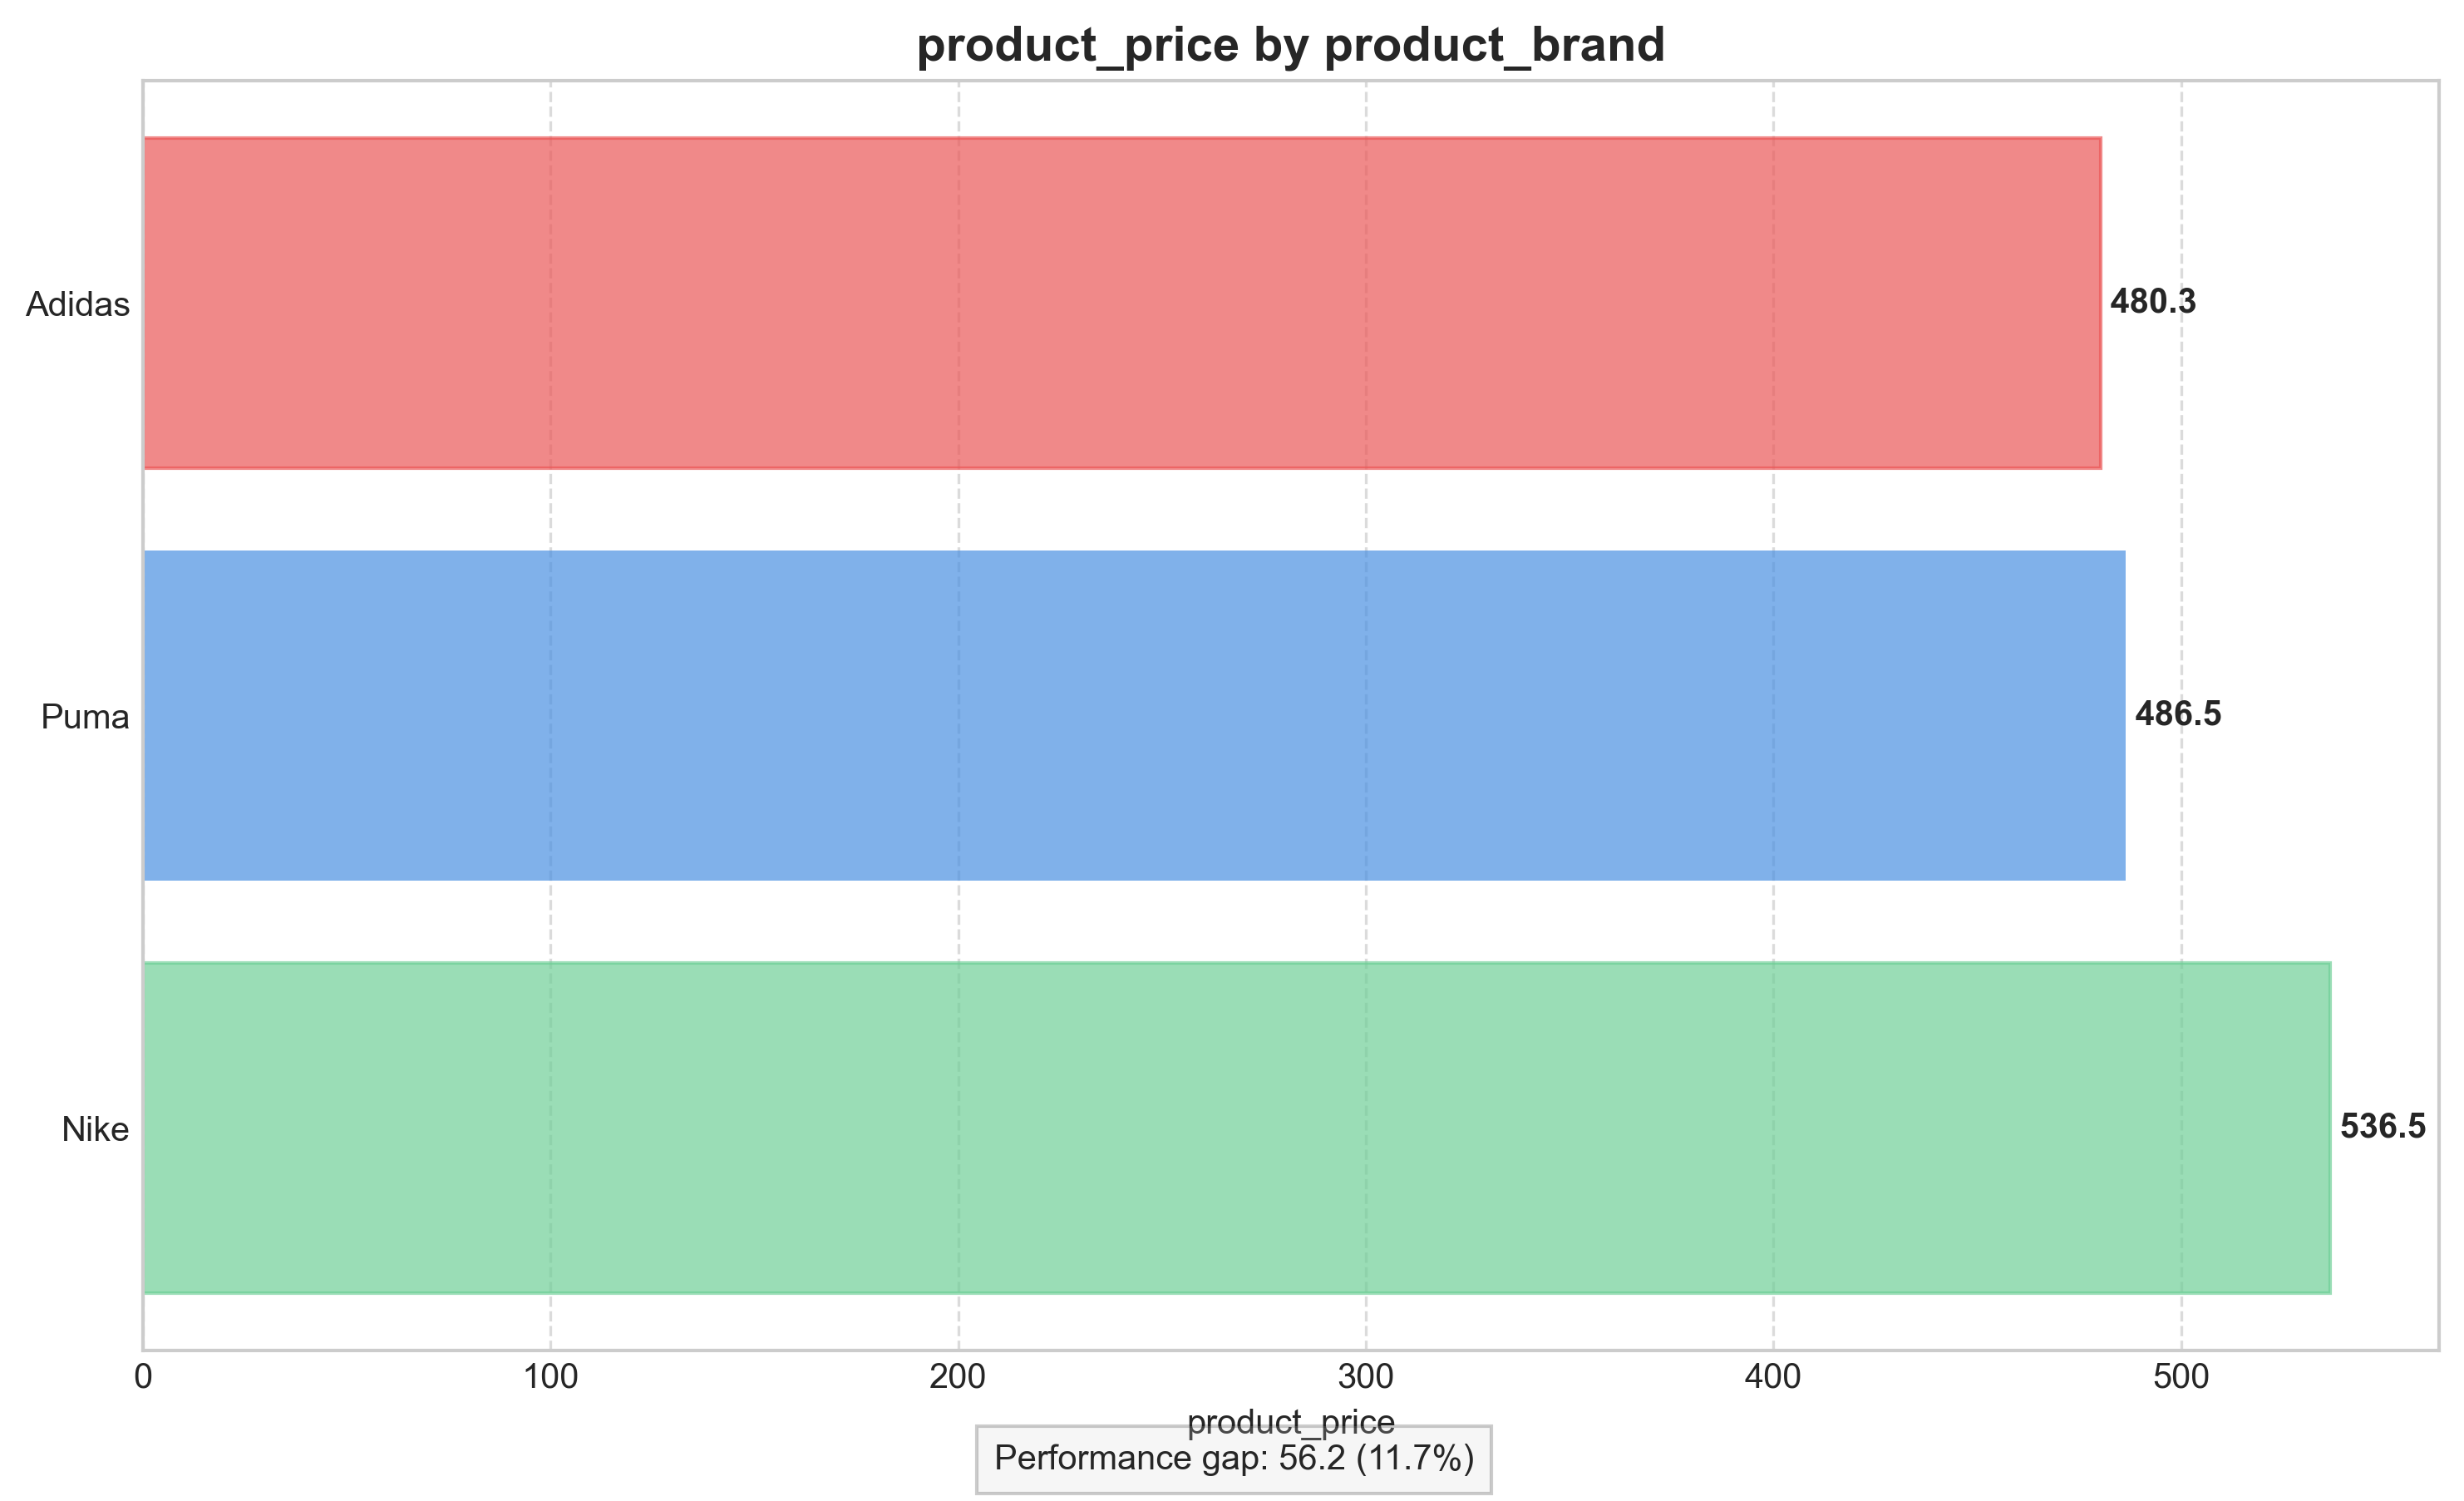 product_price by product_brand
Adidas
480.3
Puma
486.5
Nike
536.5
0 100 200 300 400 500
product_price
Performance gap: 56.2 (11.7%)